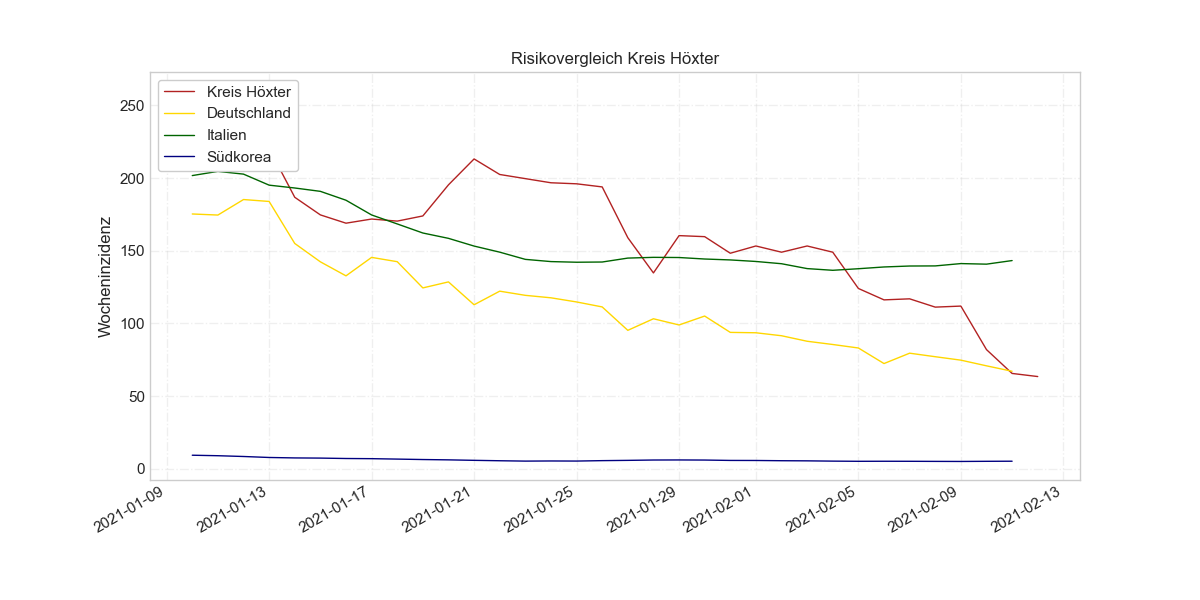 Risikovergleich Kreis Höxter
Kreis Höxter
Deutschland
Italien
Südkorea
Wocheninzidenz
250
200
150
100
50
0
2021-01-09
2021-01-13
2021-01-17
2021-01-21
2021-01-25
2021-01-29
2021-02-01
2021-02-05
2021-02-09
2021-02-13